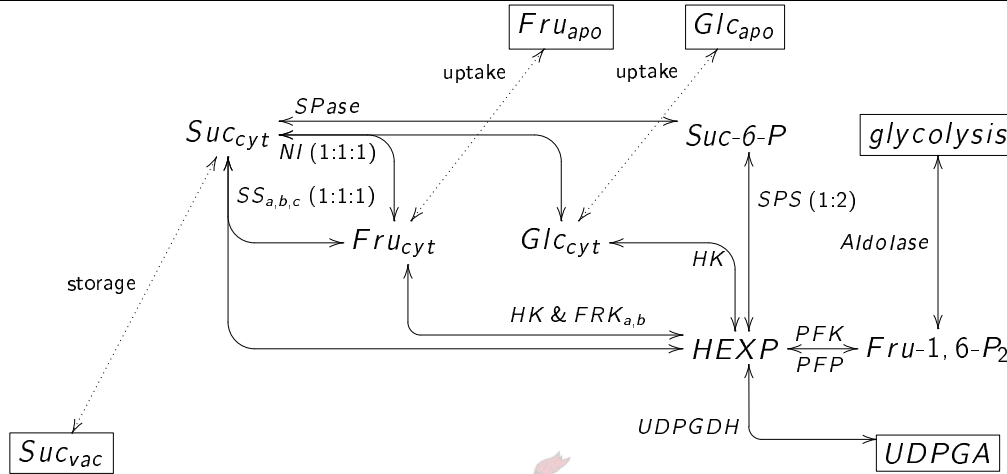 Fru_apo Glc_apo
uptake uptake
SPase
Suc_cyt Suc-6-P glycolysis
NI (1:1:1)
SS_a,b,c (1:1:1) SPS (1:2)
Fru_cyt Glc_cyt Aldolase
HK
storage
HK & FRK_a,b
PFK
HEXP Fru-1, 6-P_2
PFP
UDPGDH
Suc_vac UDPGA